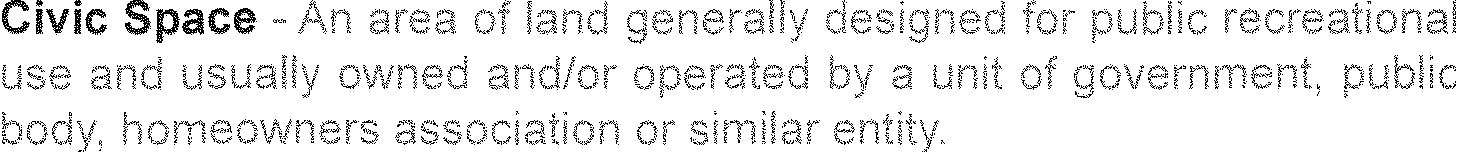 Civic Space - An area of land generally designed for public recreational
use and usually owned and/or operated by a unit of government, public
body, homeowners association or similar entity.